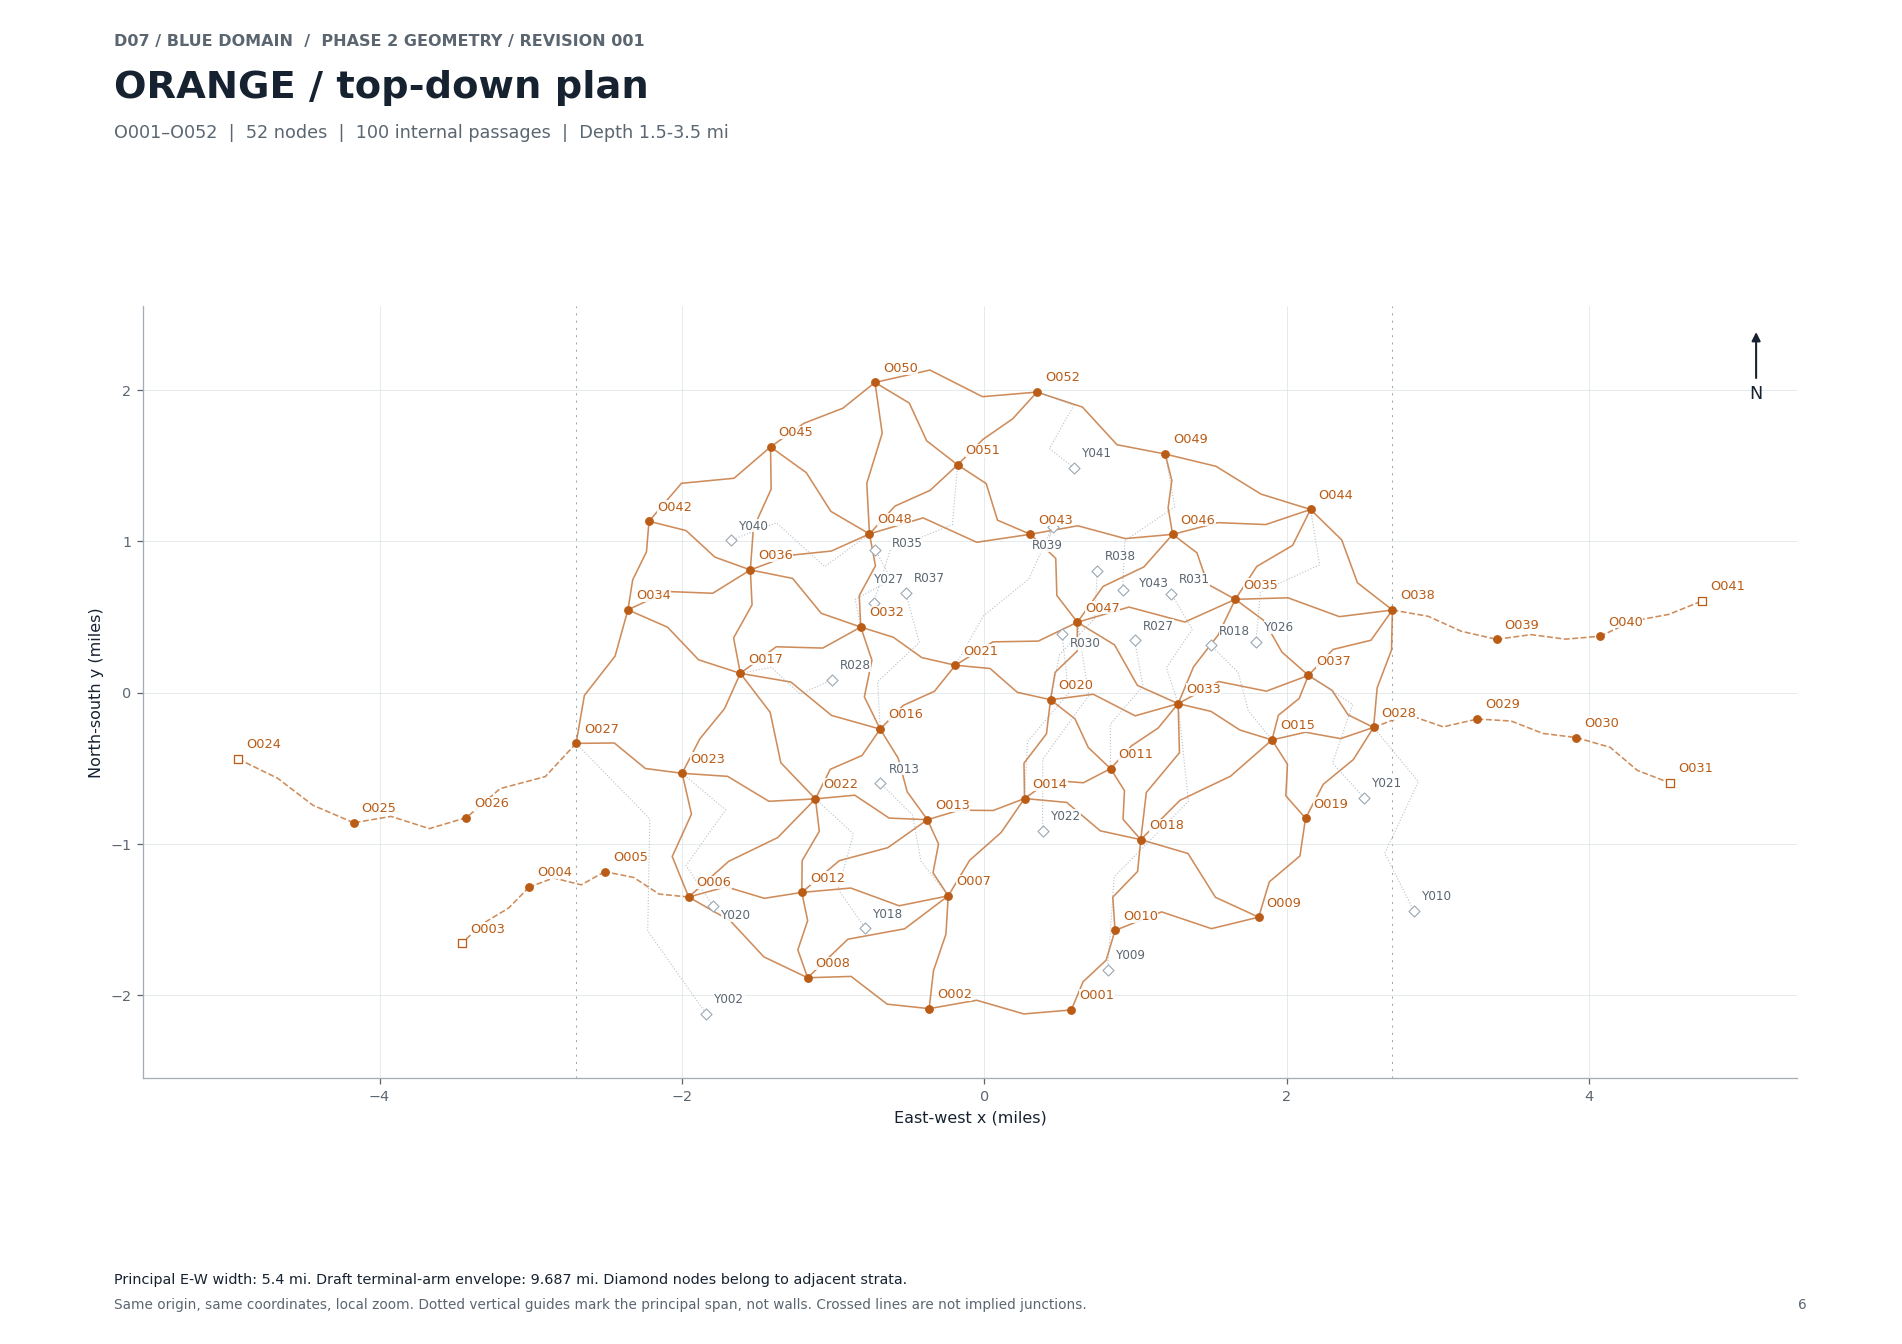 D07 / BLUE DOMAIN / PHASE 2 GEOMETRY / REVISION 001
ORANGE / top-down plan
O001–O052 | 52 nodes | 100 internal passages | Depth 1.5-3.5 mi
N
O050
O052
O045
O049
O051
Y041
O044
O042
O048
O043
O046
Y040
R035
R039
O036
R038
Y027
R037
Y043
R031
O035
O034
O038
O041
O032
O047
O039
O040
R027
R018
Y026
R030
O021
O017
R028
O037
O020
O033
O016
O028
O029
O027
O015
O030
O024
O023
R013
O011
O031
O022
O014
Y021
O025
O026
O013
Y022
O018
O019
O005
O004
O006
O012
O007
Y010
Y020
Y018
O010
O009
O003
O008
Y009
Y002
O002
O001
2
1
0
−1
−2
North-south y (miles)
−4
−2
0
2
4
East-west x (miles)
Principal E-W width: 5.4 mi. Draft terminal-arm envelope: 9.687 mi. Diamond nodes belong to adjacent strata.
Same origin, same coordinates, local zoom. Dotted vertical guides mark the principal span, not walls. Crossed lines are not implied junctions.
6